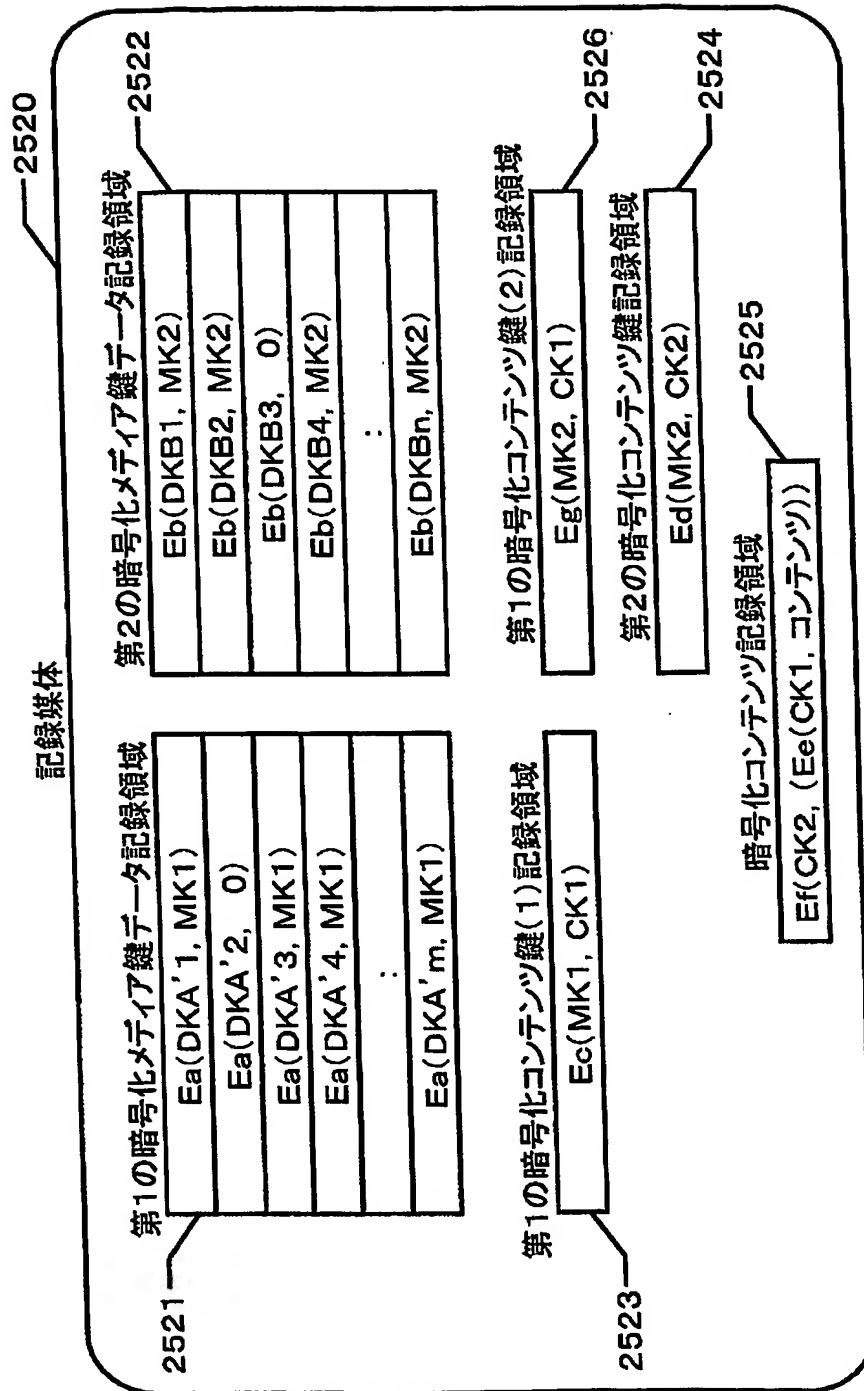 記録媒体
2520
第1の暗号化メディア鍵データ記録領域
2521
Ea(DKA'1, MK1)
Ea(DKA'2, 0)
Ea(DKA'3, MK1)
Ea(DKA'4, MK1)
:
Ea(DKA'm, MK1)
第2の暗号化メディア鍵データ記録領域
2522
Eb(DKB1, MK2)
Eb(DKB2, MK2)
Eb(DKB3, 0)
Eb(DKB4, MK2)
:
Eb(DKBn, MK2)
第1の暗号化コンテンツ鍵(1)記録領域
2523
Ec(MK1, CK1)
第1の暗号化コンテンツ鍵(2)記録領域
2526
Eg(MK2, CK1)
第2の暗号化コンテンツ鍵記録領域
2524
Ed(MK2, CK2)
暗号化コンテンツ記録領域
2525
Ef(CK2, (Ee(CK1, コンテンツ))